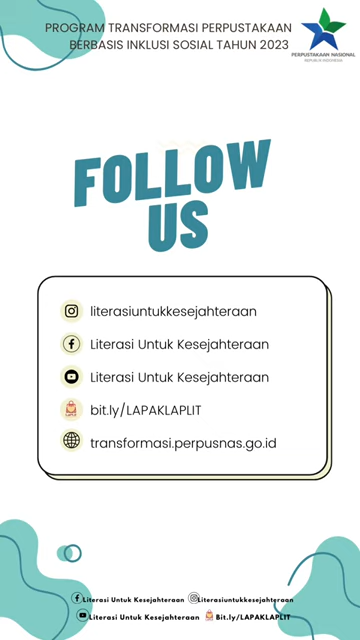 PROGRAM TRANSFORMASI PERPUSTAKAAN
BERBASIS INKLUSI SOSIAL TAHUN 2023
PERPUSTAKAAN NASIONAL
REPUBLIK INDONESIA
FOLLOW
US
literasiuntukkesejahteraan
Literasi Untuk Kesejahteraan
Literasi Untuk Kesejahteraan
bit.ly/LAPAKLAPLIT
transformasi.perpusnas.go.id
Literasi Untuk Kesejahteraan Literasiuntukkesejahteraan
Literasi Untuk Kesejahteraan Bit.ly/LAPAKLAPLIT